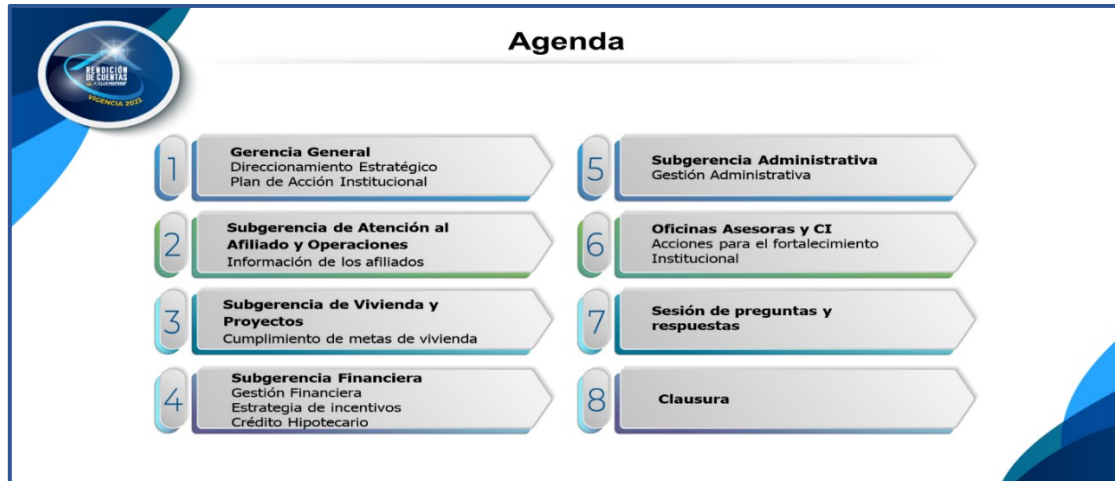 Agenda
RENDICIÓN
DE CUENTAS
VIGENCIA 2021
1
Gerencia General
Direccionamiento Estratégico
Plan de Acción Institucional
2
Subgerencia de Atención al
Afiliado y Operaciones
Información de los afiliados
3
Subgerencia de Vivienda y
Proyectos
Cumplimiento de metas de vivienda
4
Subgerencia Financiera
Gestión Financiera
Estrategia de incentivos
Crédito Hipotecario
5
Subgerencia Administrativa
Gestión Administrativa
6
Oficinas Asesoras y CI
Acciones para el fortalecimiento
Institucional
7
Sesión de preguntas y
respuestas
8
Clausura